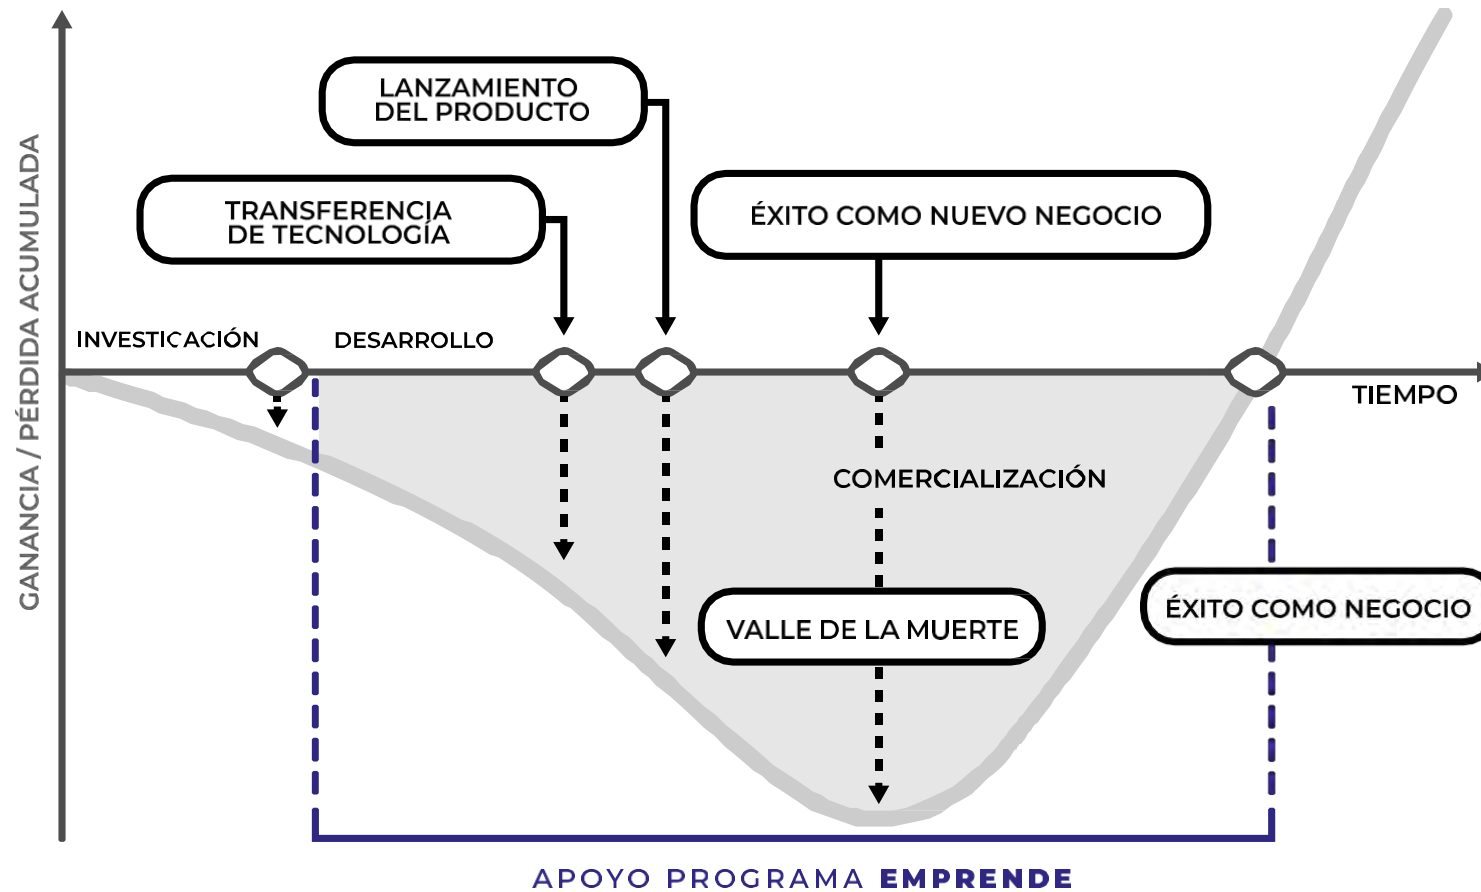 LANZAMIENTO
DEL PRODUCTO
TRANSFERENCIA
DE TECNOLOGÍA
ÉXITO COMO NUEVO NEGOCIO
GANANCIA / PÉRDIDA ACUMULADA
INVESTIGACIÓN
DESARROLLO
TIEMPO
COMERCIALIZACIÓN
VALLE DE LA MUERTE
ÉXITO COMO NEGOCIO
APOYO PROGRAMA EMPRENDE